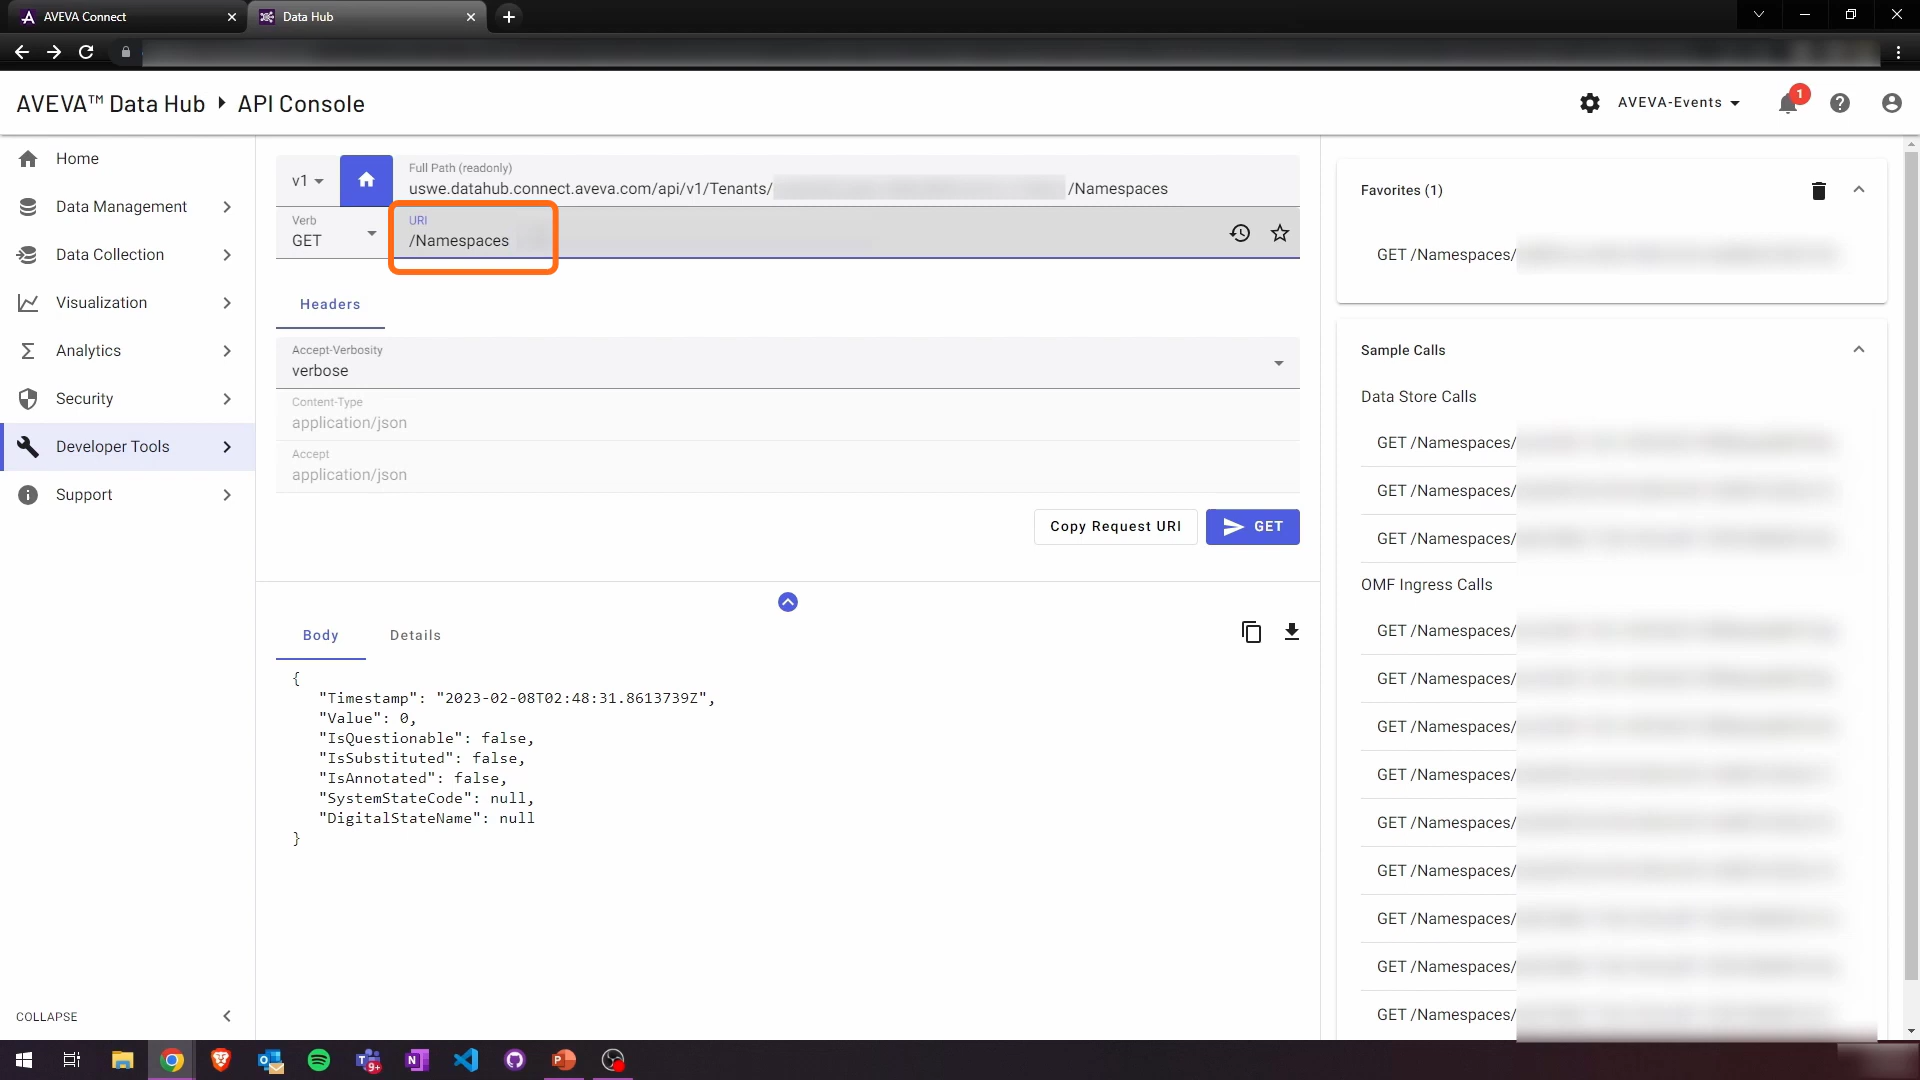 AVEVA Connect
Data Hub
AVEVA™ Data Hub
API Console
AVEVA-Events
1
Home
Data Management
Data Collection
Visualization
Analytics
Security
Developer Tools
Support
COLLAPSE
v1
Full Path (readonly)
uswe.datahub.connect.aveva.com/api/v1/Tenants/ /Namespaces
Verb
GET
URI
/Namespaces
Headers
Accept-Verbosity
verbose
Content-Type
application/json
Accept
application/json
Copy Request URI
GET
Body
Details
{
"Timestamp": "2023-02-08T02:48:31.8613739Z",
"Value": 0,
"IsQuestionable": false,
"IsSubstituted": false,
"IsAnnotated": false,
"SystemStateCode": null,
"DigitalStateName": null
}
Favorites (1)
GET /Namespaces/
Sample Calls
Data Store Calls
GET /Namespaces/
GET /Namespaces/
GET /Namespaces/
OMF Ingress Calls
GET /Namespaces/
GET /Namespaces/
GET /Namespaces/
GET /Namespaces/
GET /Namespaces/
GET /Namespaces/
GET /Namespaces/
GET /Namespaces/
GET /Namespaces/
9+